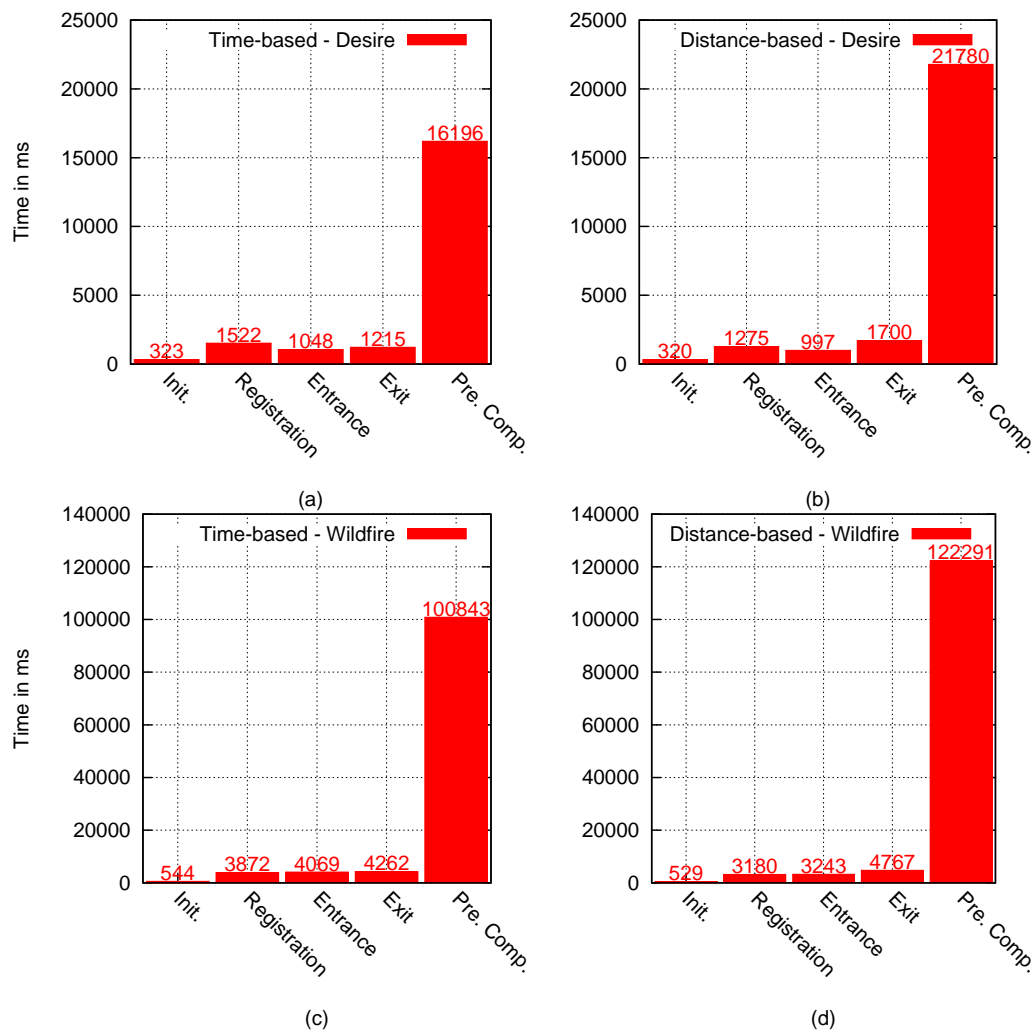 Time in ms
25000
20000
15000
10000
5000
0
Time-based - Desire
323
1522
1048
1215
16196
Init.
Registration
Entrance
Exit
Pre. Comp.
(a)
25000
20000
15000
10000
5000
0
Distance-based - Desire
320
1275
997
1700
21780
Init.
Registration
Entrance
Exit
Pre. Comp.
(b)
Time in ms
140000
120000
100000
80000
60000
40000
20000
0
Time-based - Wildfire
544
3872
4069
4262
100843
Init.
Registration
Entrance
Exit
Pre. Comp.
(c)
140000
120000
100000
80000
60000
40000
20000
0
Distance-based - Wildfire
529
3180
3243
4767
122291
Init.
Registration
Entrance
Exit
Pre. Comp.
(d)